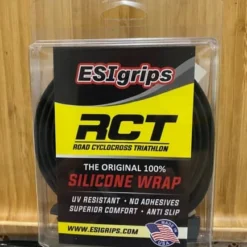 ESIgrips
RCT
ROAD CYCLOCROSS TRIATHLON
THE ORIGINAL 100%
SILICONE WRAP
UV RESISTANT • NO ADHESIVES
SUPERIOR COMFORT • ANTI SLIP
WWW.ESIGRIPS.COM